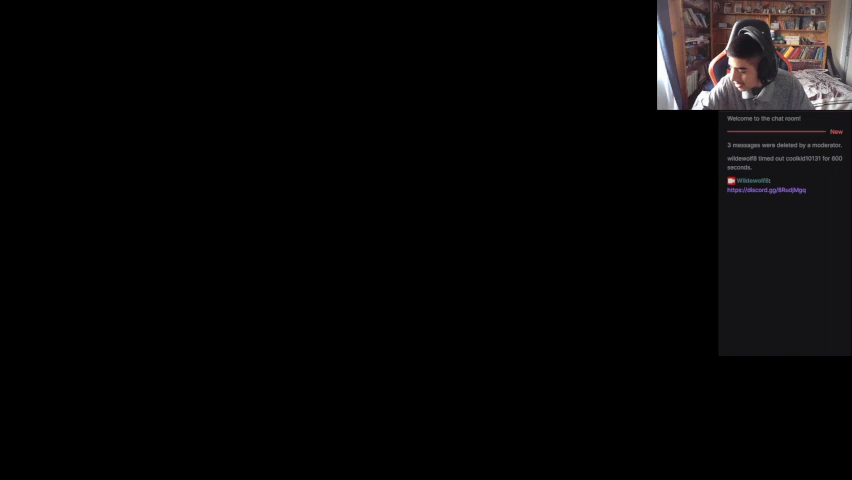 Welcome to the chat room!
New
3 messages were deleted by a moderator.
wildewolf8 timed out coolkid10131 for 600
seconds.
Wildewolf8:
https://discord.gg/8RudjMgq